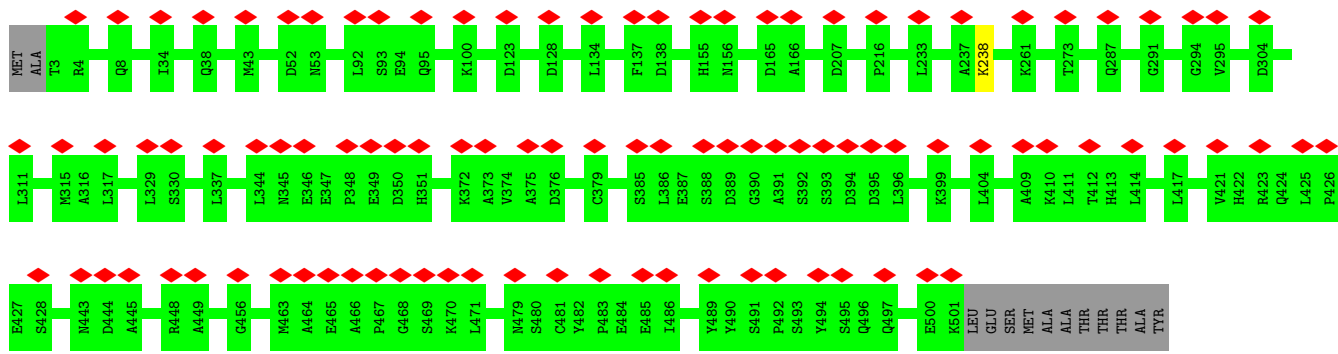 MET ALA T3 R4 Q8 I34 Q38 M43 D52 N53 L92 S93 E94 Q95 K100 D123 D128 L134 F137 D138 H155 N156 D165 A166 D207 P216 L233 A237 K238 K261 T273 Q287 G291 G294 V295 D304
L311 M315 A316 L317 L329 S330 L337 L344 N345 E346 E347 P348 E349 D350 H351 K372 A373 V374 A375 D376 C379 S385 L386 E387 S388 D389 G390 A391 S392 S393 D394 D395 L396 K399 L404 A409 K410 L411 T412 H413 L414 L417 V421 H422 R423 Q424 L425 P426
E427 S428 N443 D444 A445 R448 A449 G456 M463 A464 E465 A466 P467 G468 S469 K470 L471 N479 S480 C481 Y482 P483 E484 E485 I486 Y489 Y490 S491 P492 S493 Y494 S495 Q496 Q497 E500 K501 LEU GLU SER MET ALA ALA THR THR THR ALA TYR